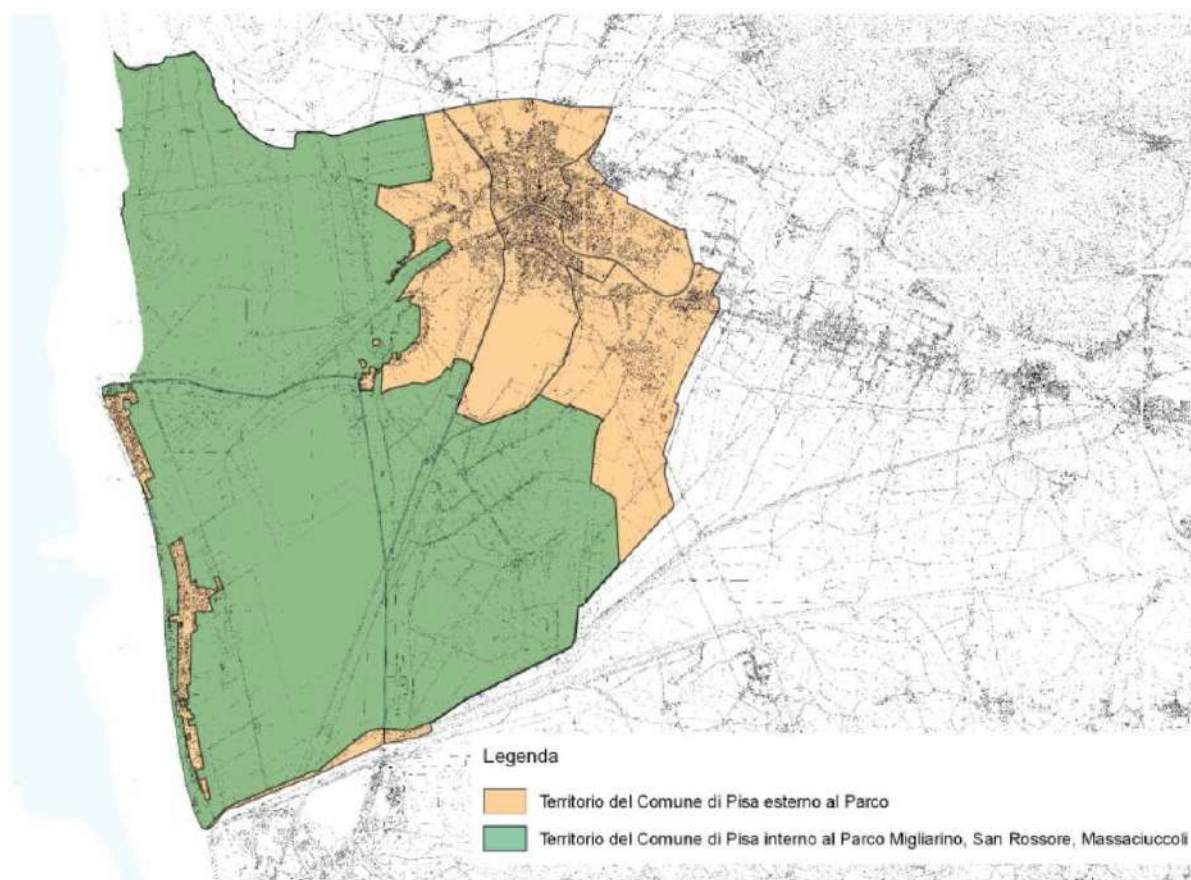 Legenda
Territorio del Comune di Pisa esterno al Parco
Territorio del Comune di Pisa interno al Parco Migliarino, San Rossore, Massaciuccoli